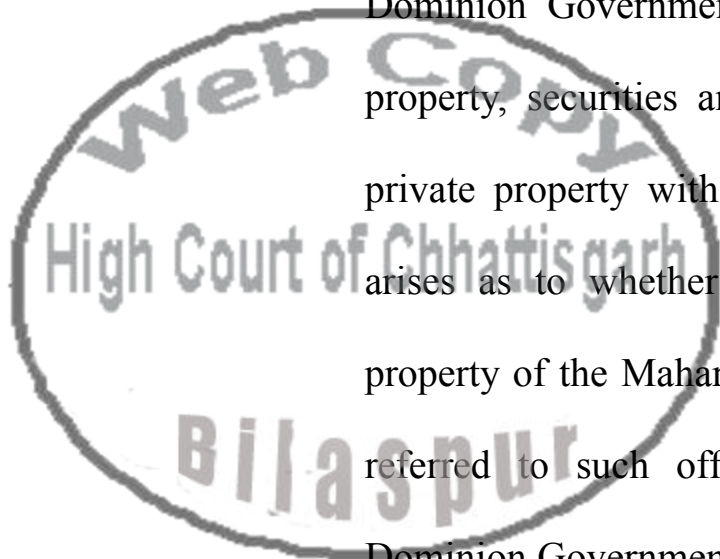 Dominion Governmen
Web Copy
property, securities a
private property with
High Court of Chhattisgarh
arises as to whether
property of the Mahar
Bilaspur
referred to such off
Dominion Governmen